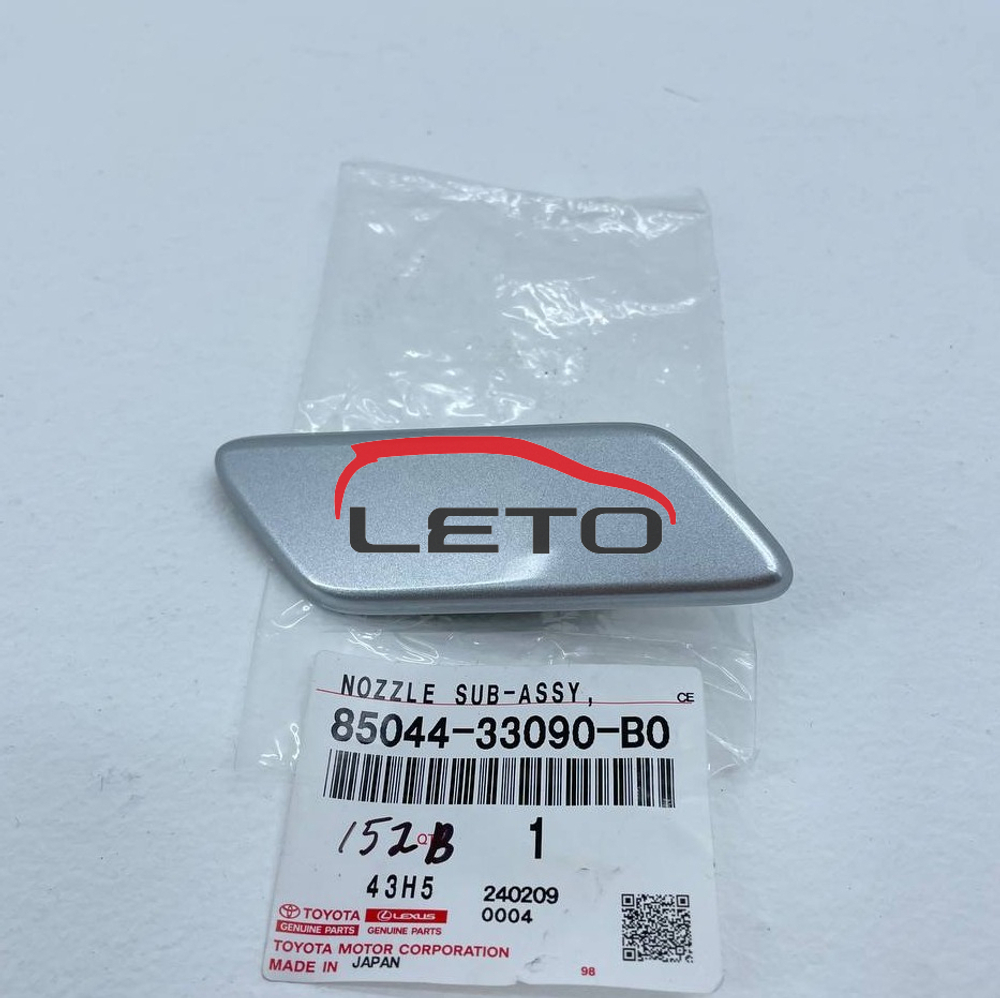 LETO
NOZZLE SUB-ASSY,
CE
85044-33090-B0
152B QTY 1
43H5 240209
0004
TOYOTA LEXUS
GENUINE PARTS GENUINE PARTS
TOYOTA MOTOR CORPORATION
MADE IN JAPAN
98